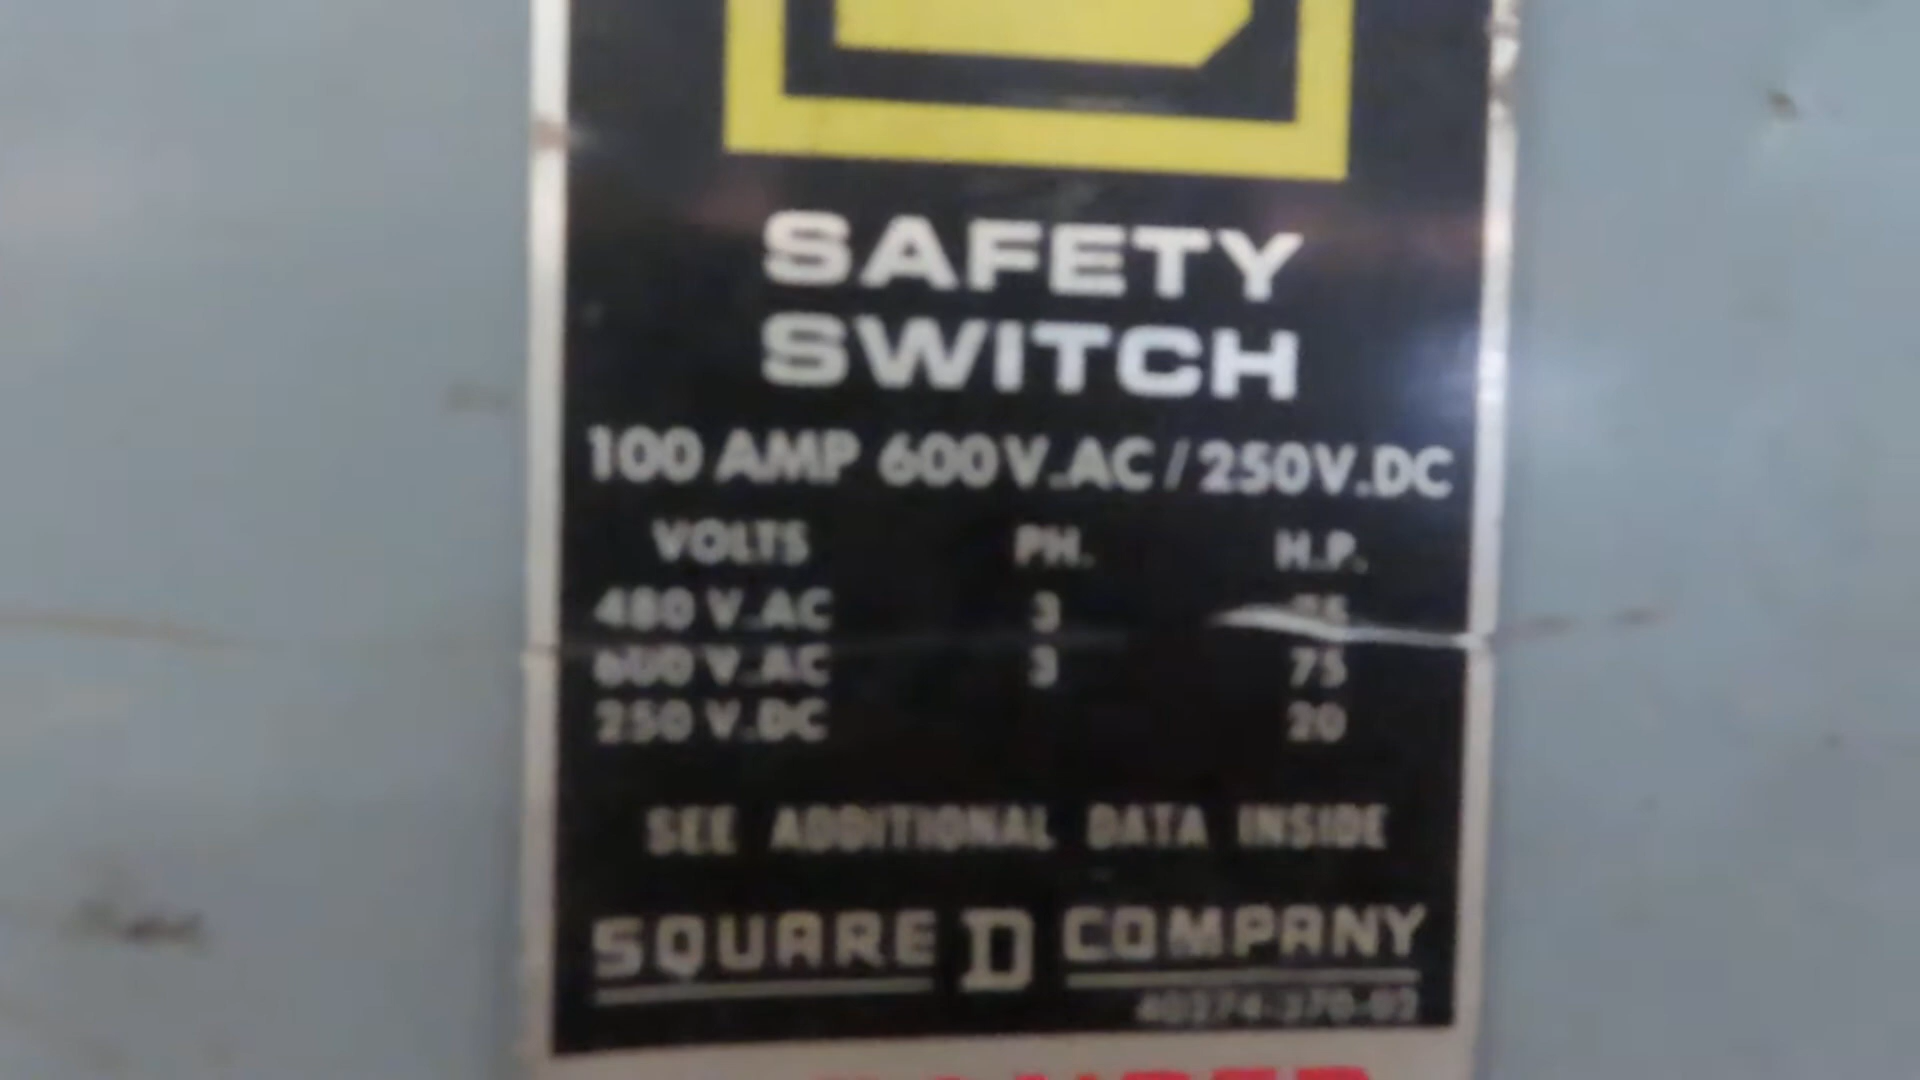 SAFETY
SWITCH
100 AMP 600V.AC / 250V.DC
VOLTS PH. H.P.
480 V.AC 3
600 V.AC 3 75
250 V.DC 20
SEE ADDITIONAL DATA INSIDE
SQUARE D COMPANY